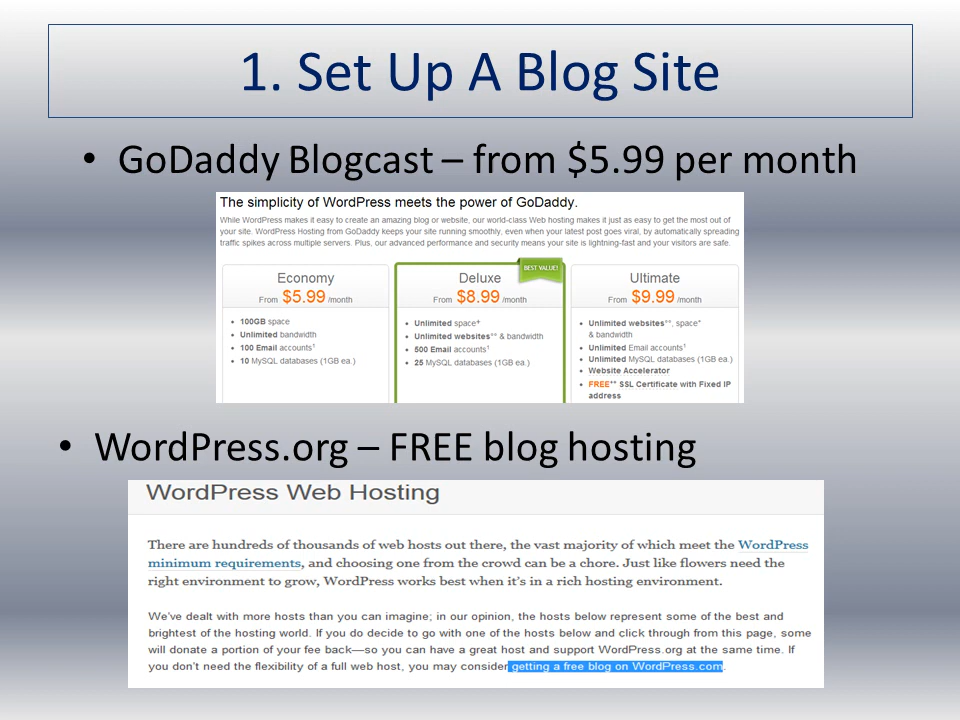 1. Set Up A Blog Site
• GoDaddy Blogcast – from $5.99 per month
The simplicity of WordPress meets the power of GoDaddy.
While WordPress makes it easy to create an amazing blog or website, our world-class Web hosting makes it just as easy to get the most out of
your site. WordPress Hosting from GoDaddy keeps your site running smoothly, even when your latest post goes viral, by automatically spreading
traffic spikes across multiple servers. Plus, our advanced performance and security means your site is lightning-fast and your visitors are safe.
Economy
From $5.99 /month
• 100GB space
• Unlimited bandwidth
• 100 Email accounts†
• 10 MySQL databases (1GB ea.)
BEST VALUE!
Deluxe
From $8.99 /month
• Unlimited space*
• Unlimited websites** & bandwidth
• 500 Email accounts†
• 25 MySQL databases (1GB ea.)
Ultimate
From $9.99 /month
• Unlimited websites**, space*
& bandwidth
• Unlimited Email accounts†
• Unlimited MySQL databases (1GB ea.)
• Website Accelerator
• FREE** SSL Certificate with Fixed IP
address
• WordPress.org – FREE blog hosting
WordPress Web Hosting
There are hundreds of thousands of web hosts out there, the vast majority of which meet the WordPress
minimum requirements, and choosing one from the crowd can be a chore. Just like flowers need the
right environment to grow, WordPress works best when it's in a rich hosting environment.
We've dealt with more hosts than you can imagine; in our opinion, the hosts below represent some of the best and
brightest of the hosting world. If you do decide to go with one of the hosts below and click through from this page, some
will donate a portion of your fee back—so you can have a great host and support WordPress.org at the same time. If
you don't need the flexibility of a full web host, you may consider getting a free blog on WordPress.com.